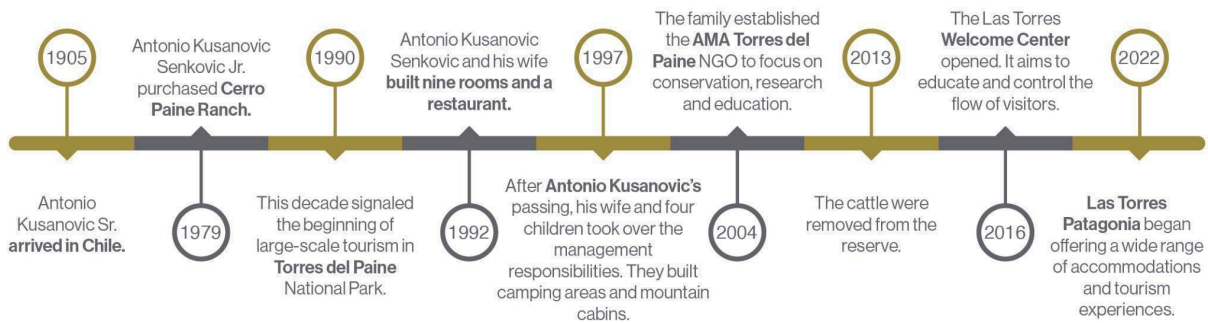 1905
Antonio
Kusanovic Sr.
arrived in Chile.
Antonio Kusanovic
Senkovic Jr.
purchased Cerro
Paine Ranch.
1979
1990
This decade signaled
the beginning of
large-scale tourism in
Torres del Paine
National Park.
Antonio Kusanovic
Senkovic and his wife
built nine rooms and a
restaurant.
1992
1997
After Antonio Kusanovic's
passing, his wife and four
children took over the
management
responsibilities. They built
camping areas and mountain
cabins.
The family established
the AMA Torres del
Paine NGO to focus on
conservation, research
and education.
2004
2013
The cattle were
removed from the
reserve.
The Las Torres
Welcome Center
opened. It aims to
educate and control the
flow of visitors.
2016
2022
Las Torres
Patagonia began
offering a wide range
of accommodations
and tourism
experiences.